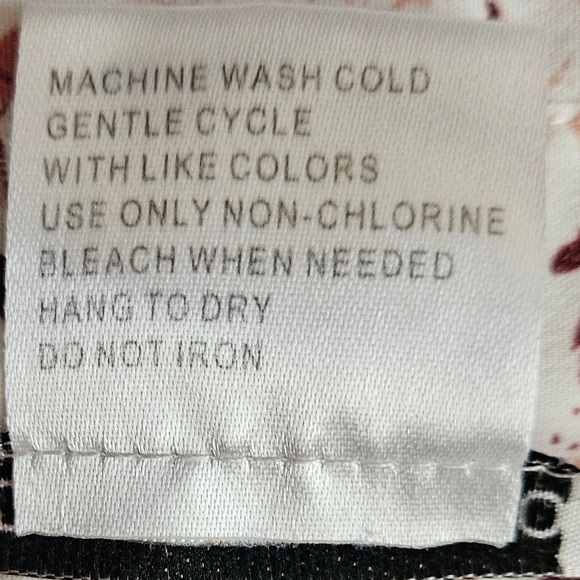 MACHINE WASH COLD
GENTLE CYCLE
WITH LIKE COLORS
USE ONLY NON-CHLORINE
BLEACH WHEN NEEDED
HANG TO DRY
DO NOT IRON